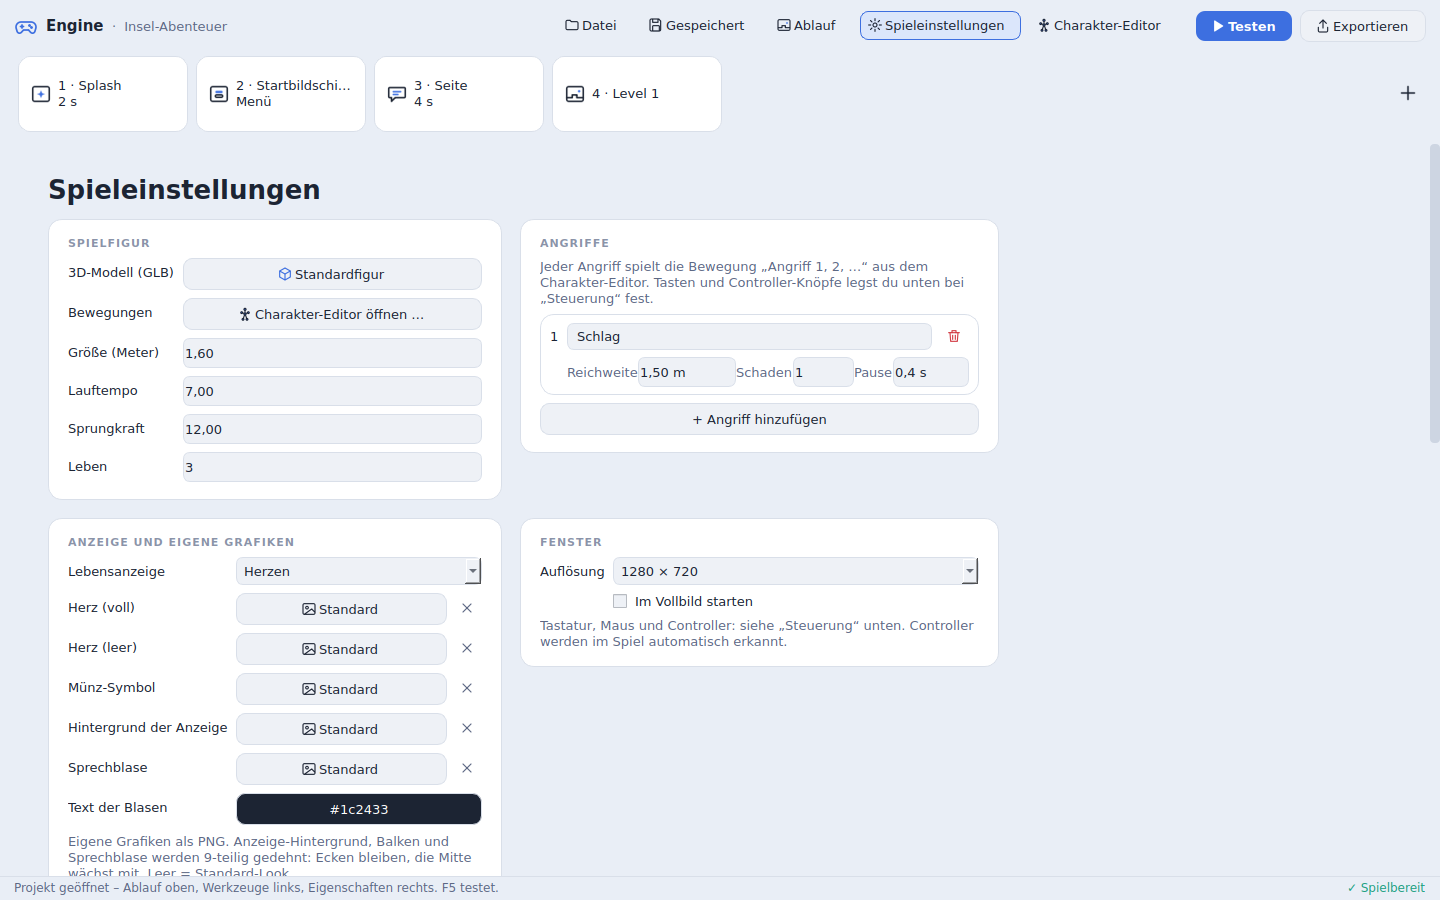 Engine · Insel-Abenteuer
Datei
Gespeichert
Ablauf
Spieleinstellungen
Charakter-Editor
Testen
Exportieren
1 · Splash
2 s
2 · Startbildschi...
Menü
3 · Seite
4 s
4 · Level 1
Spieleinstellungen
SPIELFIGUR
3D-Modell (GLB)
Standardfigur
Bewegungen
Charakter-Editor öffnen ...
Größe (Meter)
1,60
Lauftempo
7,00
Sprungkraft
12,00
Leben
3
ANGRIFFE
Jeder Angriff spielt die Bewegung „Angriff 1, 2, ...“ aus dem
Charakter-Editor. Tasten und Controller-Knöpfe legst du unten bei
„Steuerung“ fest.
1 Schlag
Reichweite 1,50 m Schaden 1 Pause 0,4 s
+ Angriff hinzufügen
ANZEIGE UND EIGENE GRAFIKEN
Lebensanzeige
Herzen
Herz (voll)
Standard
Herz (leer)
Standard
Münz-Symbol
Standard
Hintergrund der Anzeige
Standard
Sprechblase
Standard
Text der Blasen
#1c2433
Eigene Grafiken als PNG. Anzeige-Hintergrund, Balken und
Sprechblase werden 9-teilig gedehnt: Ecken bleiben, die Mitte
wächst mit. Leer = Standard-Look.
FENSTER
Auflösung
1280 × 720
Im Vollbild starten
Tastatur, Maus und Controller: siehe „Steuerung“ unten. Controller
werden im Spiel automatisch erkannt.
Projekt geöffnet – Ablauf oben, Werkzeuge links, Eigenschaften rechts. F5 testet.
✓ Spielbereit